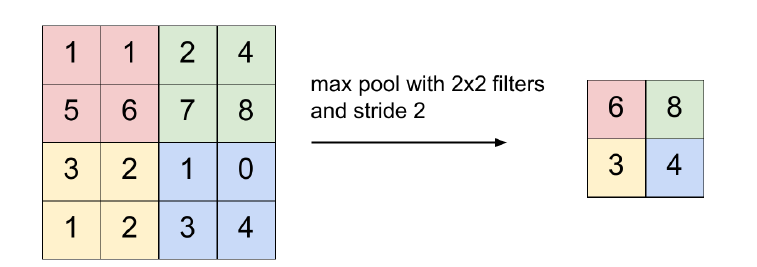 1 1 2 4
5 6 7 8
3 2 1 0
1 2 3 4
max pool with 2x2 filters
and stride 2
6 8
3 4